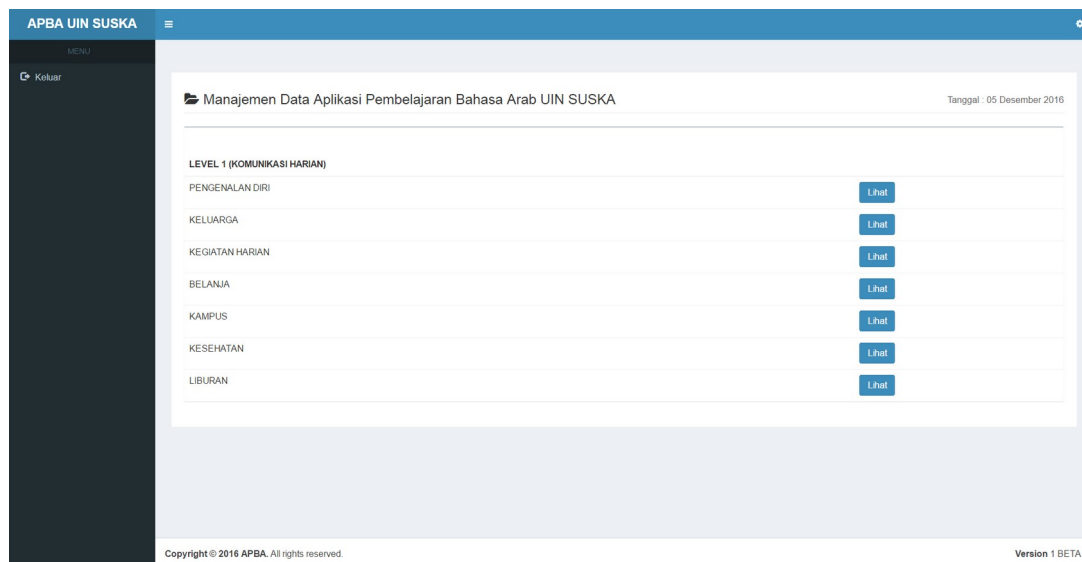 APBA UIN SUSKA
MENU
Keluar
Manajemen Data Aplikasi Pembelajaran Bahasa Arab UIN SUSKA
Tanggal : 05 Desember 2016
LEVEL 1 (KOMUNIKASI HARIAN)
PENGENALAN DIRI Lihat
KELUARGA Lihat
KEGIATAN HARIAN Lihat
BELANJA Lihat
KAMPUS Lihat
KESEHATAN Lihat
LIBURAN Lihat
Copyright © 2016 APBA. All rights reserved.
Version 1 BETA